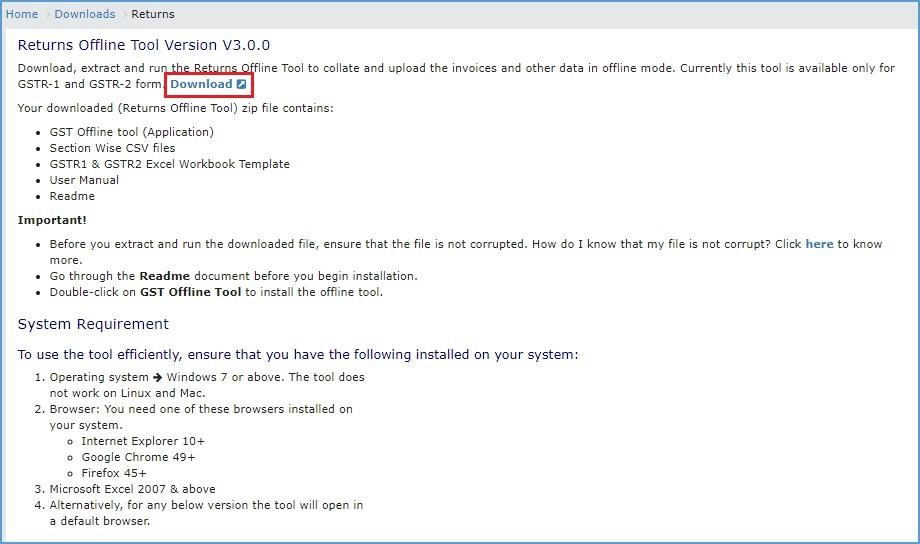 Home > Downloads > Returns
Returns Offline Tool Version V3.0.0
Download, extract and run the Returns Offline Tool to collate and upload the invoices and other data in offline mode. Currently this tool is available only for
GSTR-1 and GSTR-2 form. Download
Your downloaded (Returns Offline Tool) zip file contains:
• GST Offline tool (Application)
• Section Wise CSV files
• GSTR1 & GSTR2 Excel Workbook Template
• User Manual
• Readme
Important!
• Before you extract and run the downloaded file, ensure that the file is not corrupted. How do I know that my file is not corrupt? Click here to know
more.
• Go through the Readme document before you begin installation.
• Double-click on GST Offline Tool to install the offline tool.
System Requirement
To use the tool efficiently, ensure that you have the following installed on your system:
1. Operating system → Windows 7 or above. The tool does
not work on Linux and Mac.
2. Browser: You need one of these browsers installed on
your system.
○ Internet Explorer 10+
○ Google Chrome 49+
○ Firefox 45+
3. Microsoft Excel 2007 & above
4. Alternatively, for any below version the tool will open in
a default browser.